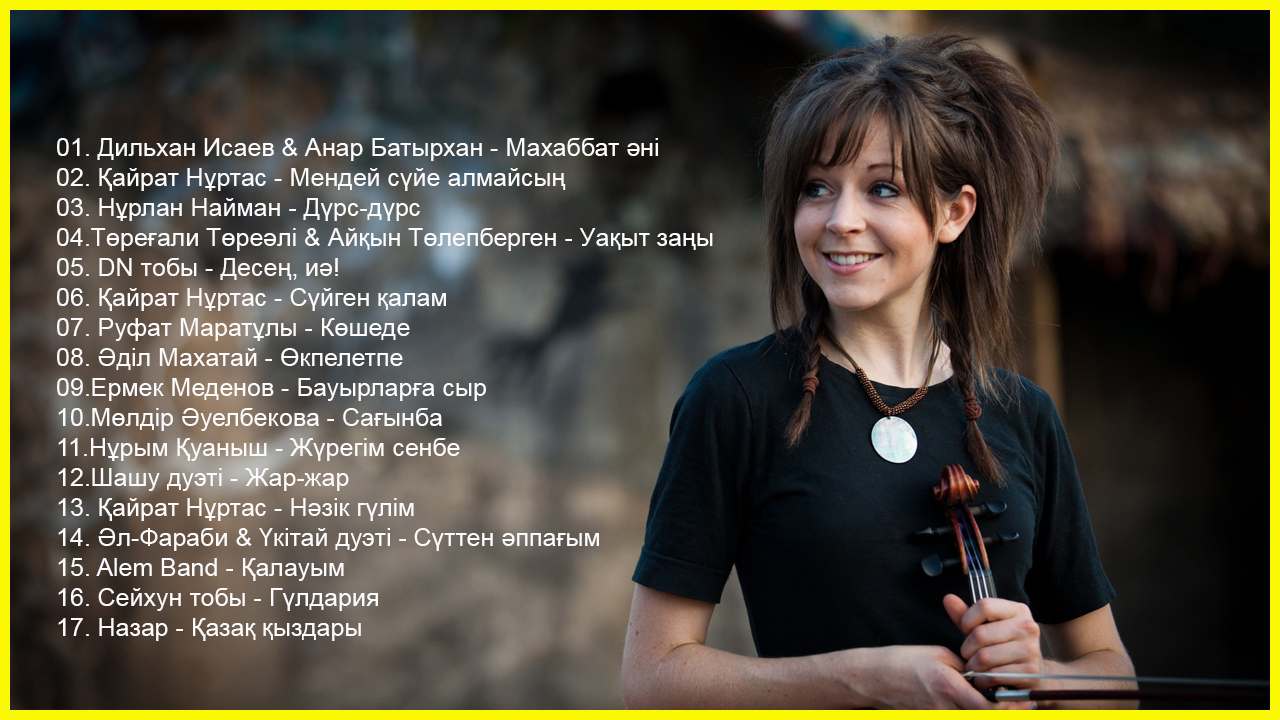 01. Дильхан Исаев & Анар Батырхан - Махаббат әні
02. Қайрат Нұртас - Мендей сүйе алмайсың
03. Нұрлан Найман - Дүрс-дүрс
04.Төреғали Төреәлі & Айқын Төлепберген - Уақыт заңы
05. DN тобы - Десең, иә!
06. Қайрат Нұртас - Сүйген қалам
07. Руфат Маратұлы - Көшеде
08. Әділ Махатай - Өкпелетпе
09.Ермек Меденов - Бауырларға сыр
10.Мөлдір Әуелбекова - Сағынба
11.Нұрым Қуаныш - Жүрегім сенбе
12.Шашу дуэті - Жар-жар
13. Қайрат Нұртас - Нәзік гүлім
14. Әл-Фараби & Үкітай дуэті - Сүттен әппағым
15. Alem Band - Қалауым
16. Сейхун тобы - Гүлдария
17. Назар - Қазақ қыздары